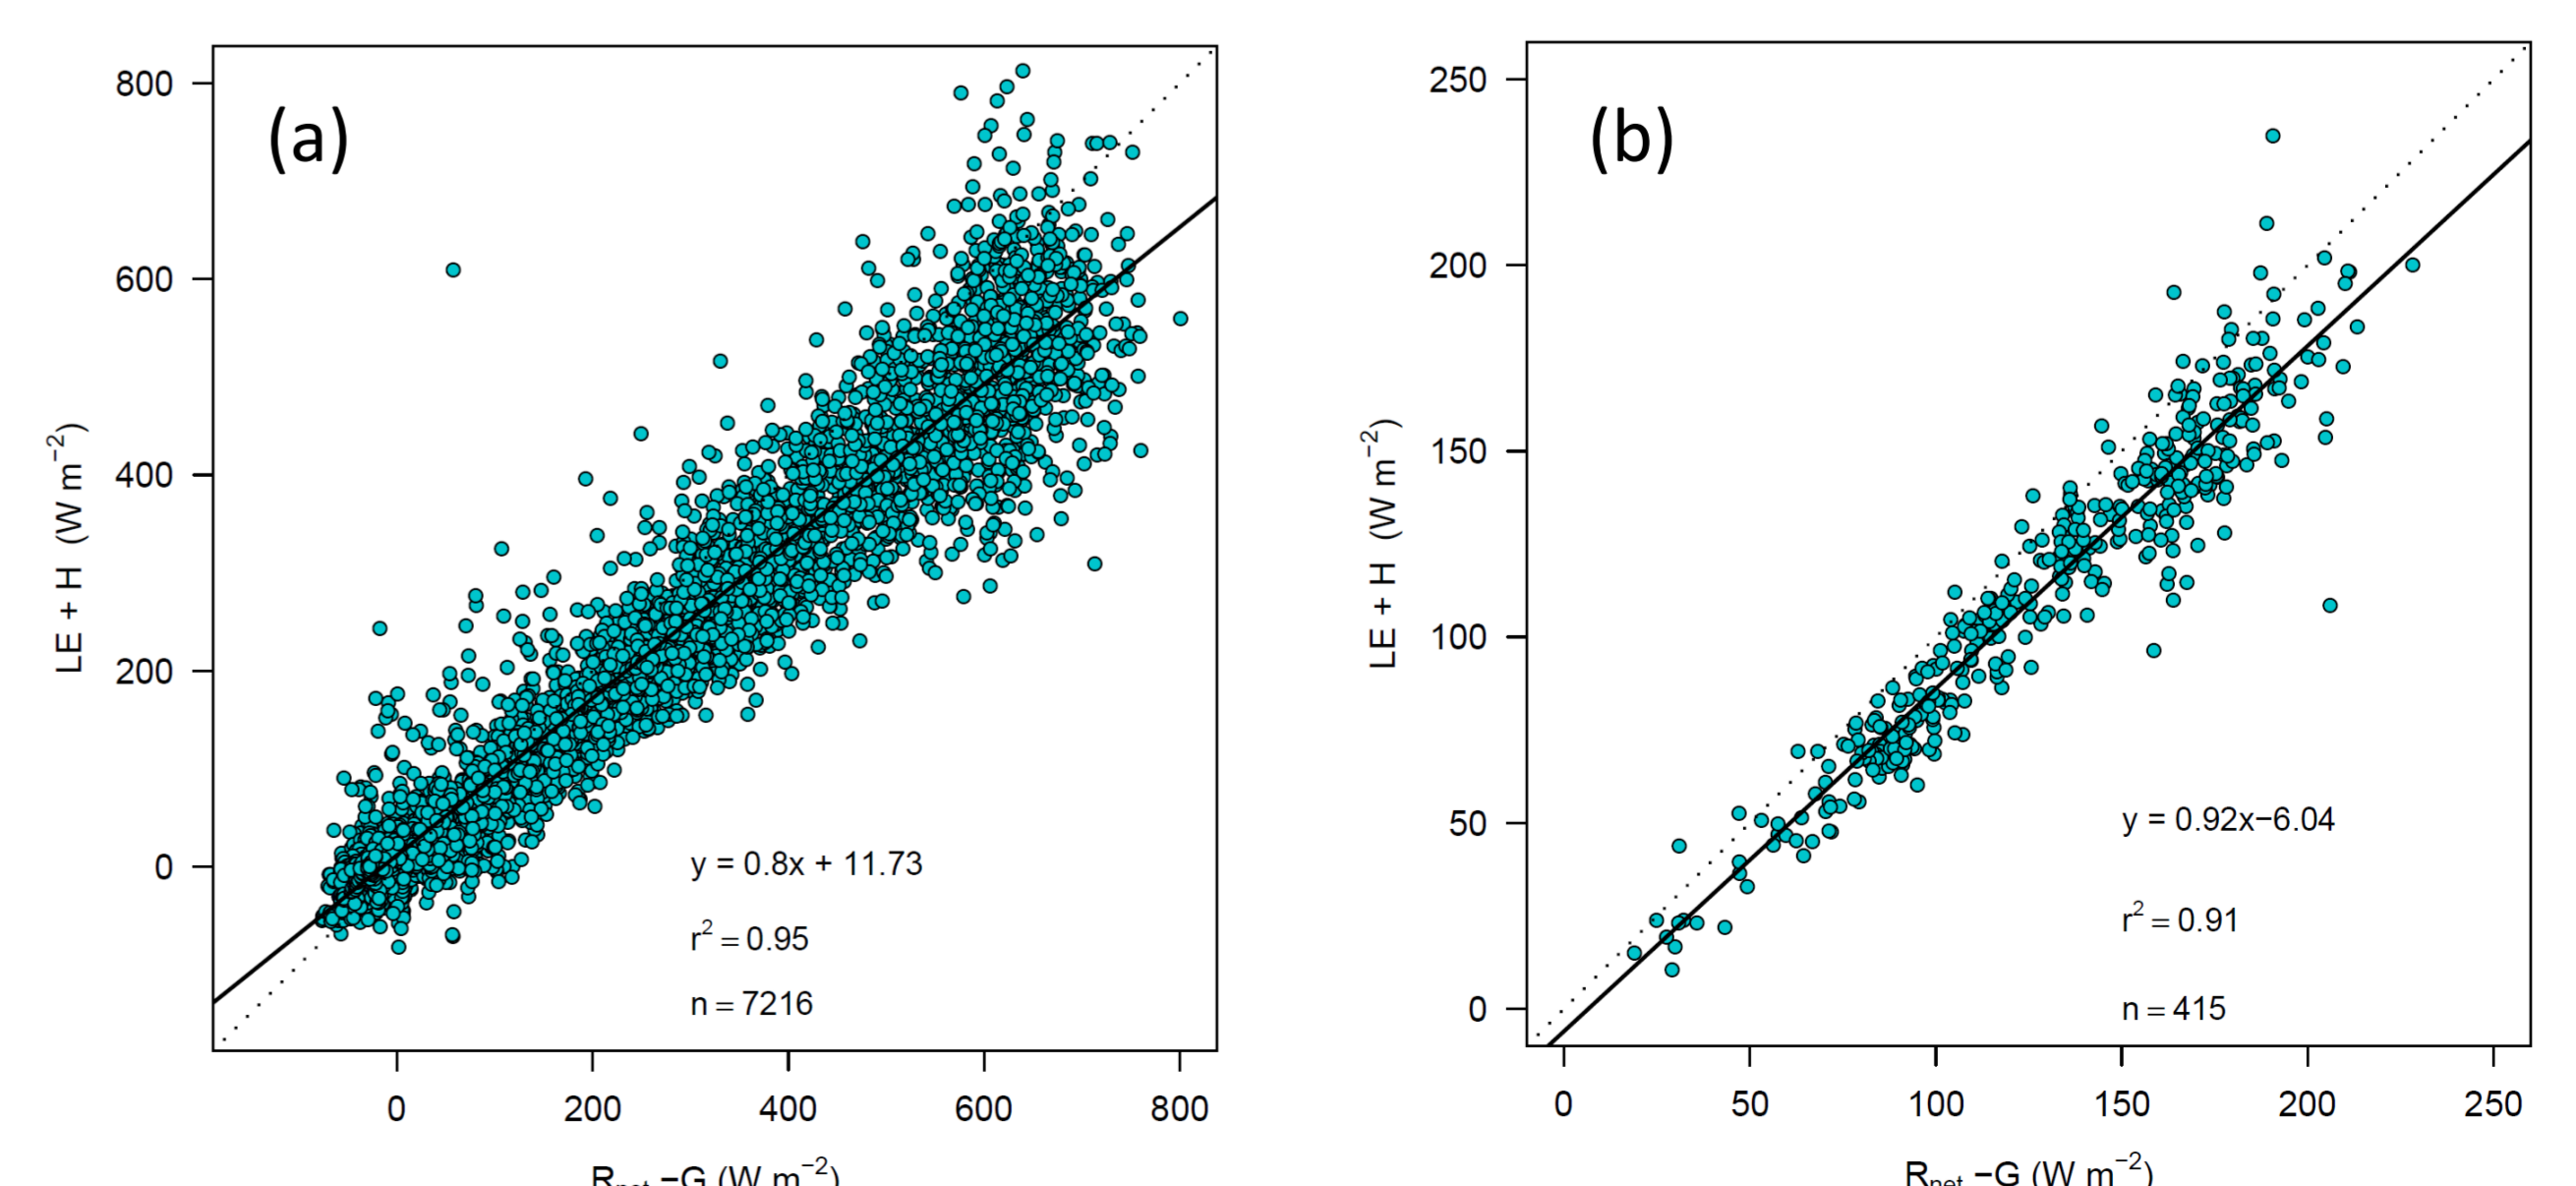 (a)
800
600
400
200
0
LE + H (W m⁻²)
y = 0.8x + 11.73
r² = 0.95
n = 7216
0 200 400 600 800
Rnet −G (W m⁻²)
(b)
250
200
150
100
50
0
LE + H (W m⁻²)
y = 0.92x−6.04
r² = 0.91
n = 415
0 50 100 150 200 250
Rnet −G (W m⁻²)